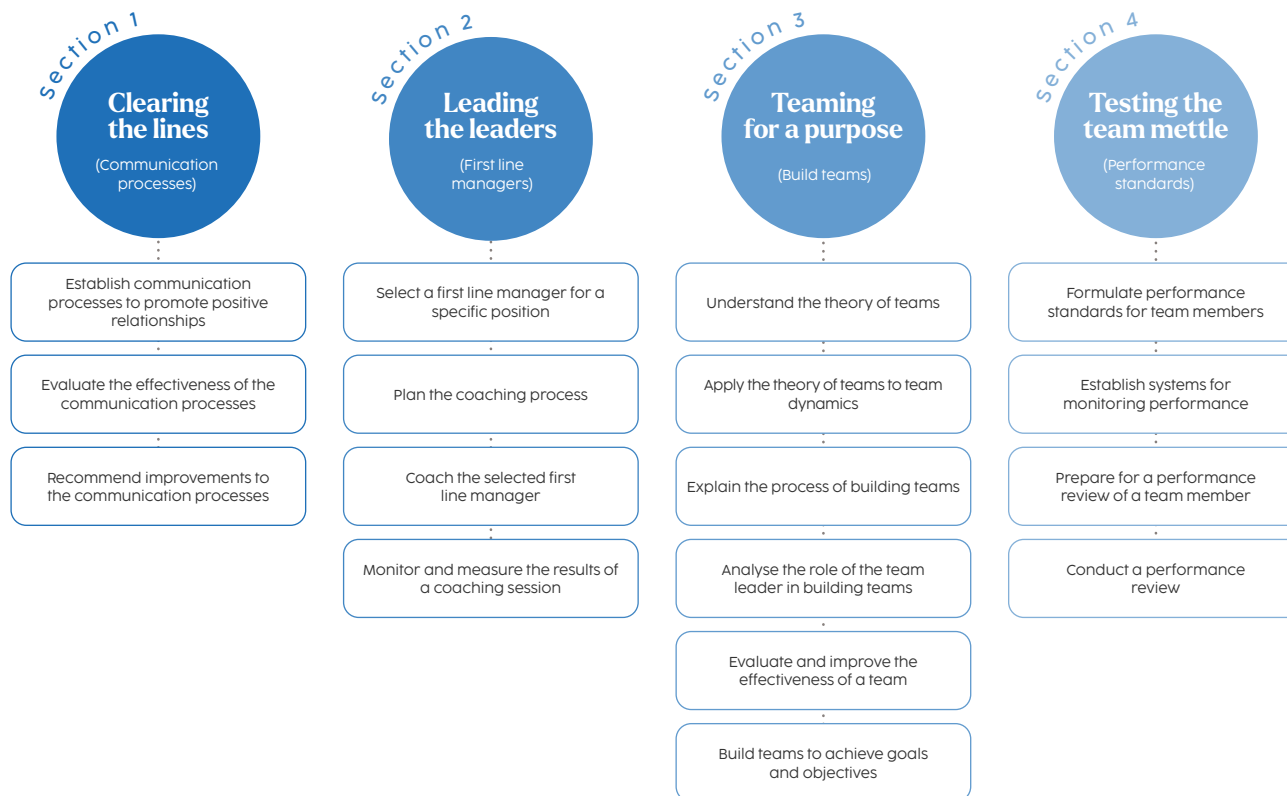 section 1
Clearing
the lines
(Communication
processes)
Establish communication
processes to promote positive
relationships
Evaluate the effectiveness of the
communication processes
Recommend improvements to
the communication processes
section 2
Leading
the leaders
(First line
managers)
Select a first line manager for a
specific position
Plan the coaching process
Coach the selected first
line manager
Monitor and measure the results of
a coaching session
section 3
Teaming
for a purpose
(Build teams)
Understand the theory of teams
Apply the theory of teams to team
dynamics
Explain the process of building teams
Analyse the role of the team
leader in building teams
Evaluate and improve the
effectiveness of a team
Build teams to achieve goals
and objectives
section 4
Testing the
team mettle
(Performance
standards)
Formulate performance
standards for team members
Establish systems for
monitoring performance
Prepare for a performance
review of a team member
Conduct a performance
review